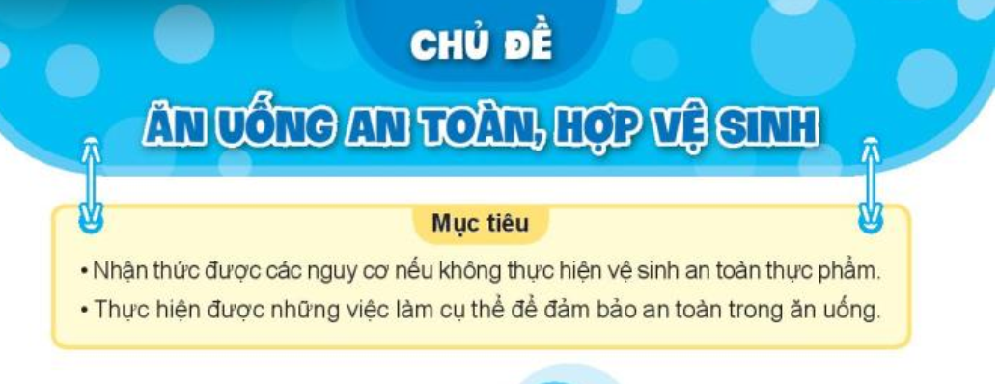 CHỦ ĐỀ
ĂN UỐNG AN TOÀN, HỢP VỆ SINH
Mục tiêu
• Nhận thức được các nguy cơ nếu không thực hiện vệ sinh an toàn thực phẩm.
• Thực hiện được những việc làm cụ thể để đảm bảo an toàn trong ăn uống.